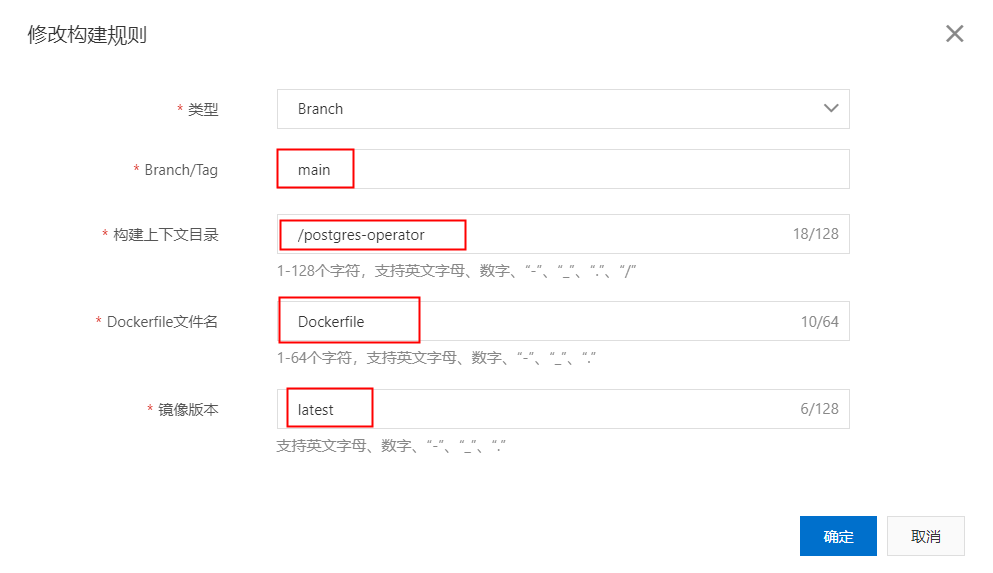 修改构建规则
* 类型 Branch
* Branch/Tag main
* 构建上下文目录 /postgres-operator 18/128
1-128个字符，支持英文字母、数字、“-”、“_”、“.”、“/”
* Dockerfile文件名 Dockerfile 10/64
1-64个字符，支持英文字母、数字、“-”、“_”、“.”
* 镜像版本 latest 6/128
支持英文字母、数字、“-”、“_”、“.”
确定 取消